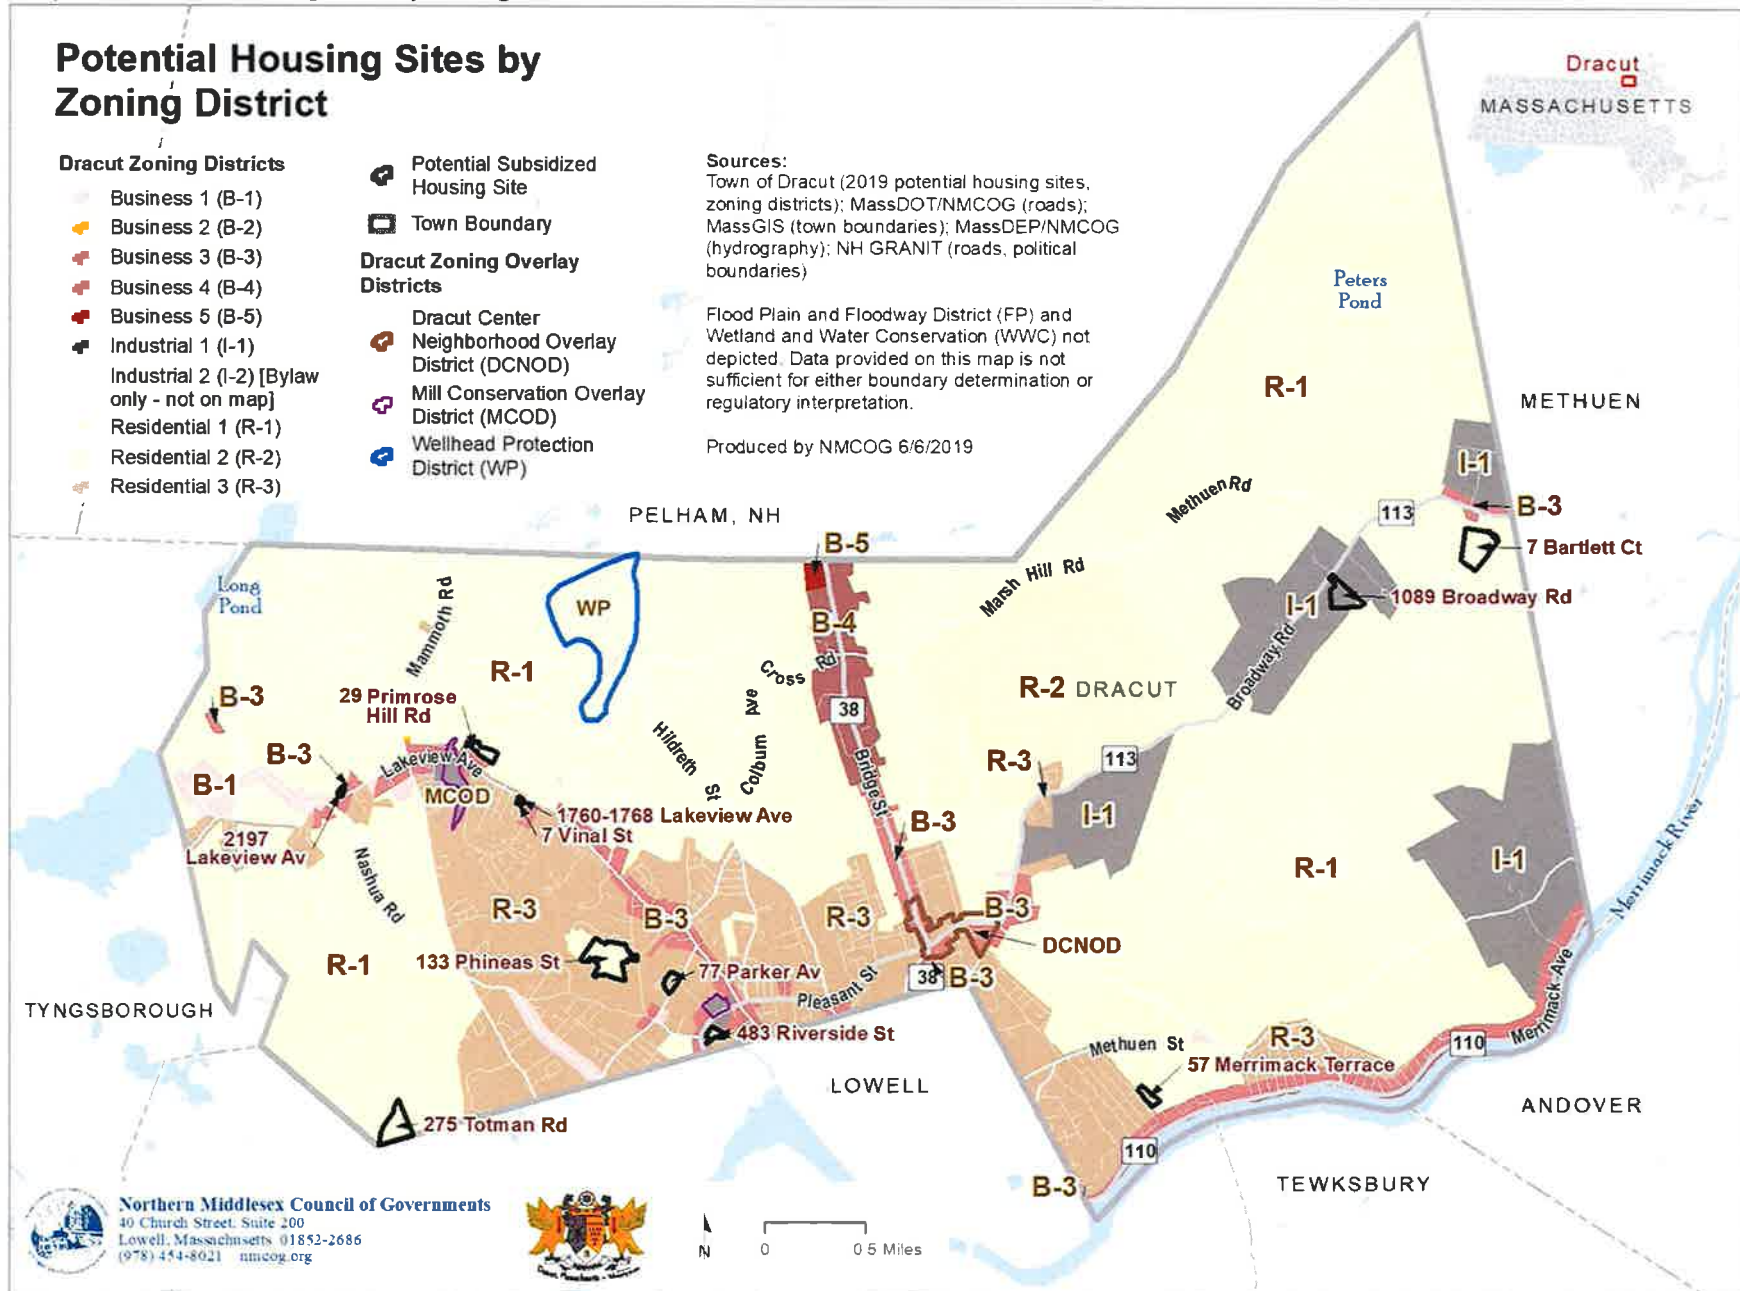 Potential Housing Sites by
Zoning District
Dracut Zoning Districts
Business 1 (B-1)
Business 2 (B-2)
Business 3 (B-3)
Business 4 (B-4)
Business 5 (B-5)
Industrial 1 (I-1)
Industrial 2 (I-2) [Bylaw
only - not on map]
Residential 1 (R-1)
Residential 2 (R-2)
Residential 3 (R-3)
Potential Subsidized
Housing Site
Town Boundary
Dracut Zoning Overlay
Districts
Dracut Center
Neighborhood Overlay
District (DCNOD)
Mill Conservation Overlay
District (MCOD)
Wellhead Protection
District (WP)
Sources:
Town of Dracut (2019 potential housing sites,
zoning districts); MassDOT/NMCOG (roads);
MassGIS (town boundaries); MassDEP/NMCOG
(hydrography); NH GRANIT (roads, political
boundaries)
Flood Plain and Floodway District (FP) and
Wetland and Water Conservation (WWC) not
depicted. Data provided on this map is not
sufficient for either boundary determination or
regulatory interpretation.
Produced by NMCOG 6/6/2019
Dracut
MASSACHUSETTS
Peters
Pond
R-1
METHUEN
I-1
Methuen Rd
113
B-3
PELHAM, NH
7 Bartlett Ct
B-5
Long
Pond
Mammoth Rd
WP
Marsh Hill Rd
1089 Broadway Rd
I-1
B-4
Broadway Rd
R-1
Cross Rd
R-2
DRACUT
29 Primrose
Hill Rd
B-3
38
Colburn Ave
Hildreth St
B-3
Lakeview Ave
R-3
113
B-1
MCOD
Bridge St
1760-1768 Lakeview Ave
7 Vinal St
B-3
I-1
2197
Lakeview Av
Merrimack River
Nashua Rd
R-1
I-1
R-3
B-3
R-3
B-3
DCNOD
R-1
133 Phineas St
77 Parker Av
38
B-3
Pleasant St
TYNGSBOROUGH
Merrimack Ave
483 Riverside St
Methuen St
R-3
110
57 Merrimack Terrace
LOWELL
ANDOVER
275 Totman Rd
110
B-3
TEWKSBURY
Northern Middlesex Council of Governments
40 Church Street, Suite 200
Lowell, Massachusetts 01852-2686
(978) 454-8021 nmcog.org
N
0
0.5 Miles